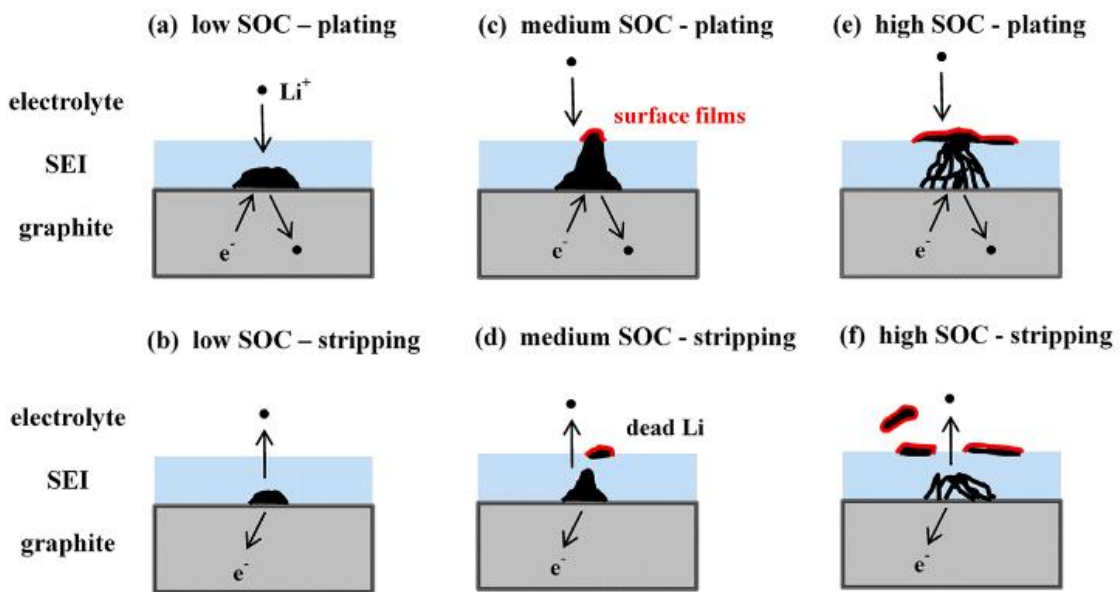 (a) low SOC – plating
(c) medium SOC - plating
(e) high SOC - plating
electrolyte
Li⁺
surface films
SEI
graphite
e⁻
e⁻
e⁻
(b) low SOC – stripping
(d) medium SOC - stripping
(f) high SOC - stripping
electrolyte
dead Li
SEI
graphite
e⁻
e⁻
e⁻